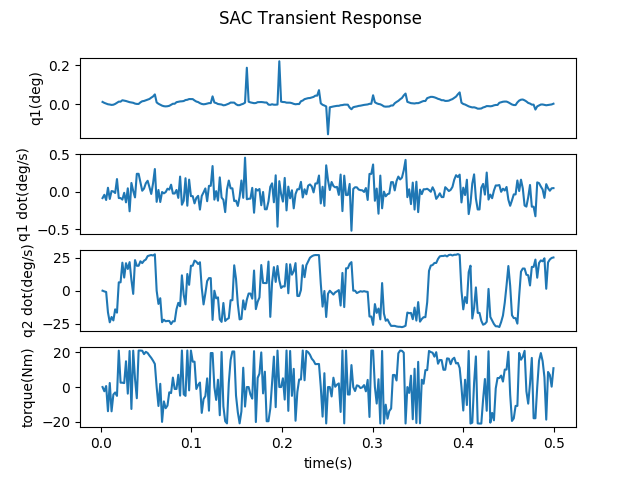 SAC Transient Response
q1(deg)
0.2
0.0
q1 dot(deg/s)
0.5
0.0
−0.5
q2 dot(deg/s)
25
0
−25
torque(Nm)
20
0
−20
0.0 0.1 0.2 0.3 0.4 0.5
time(s)